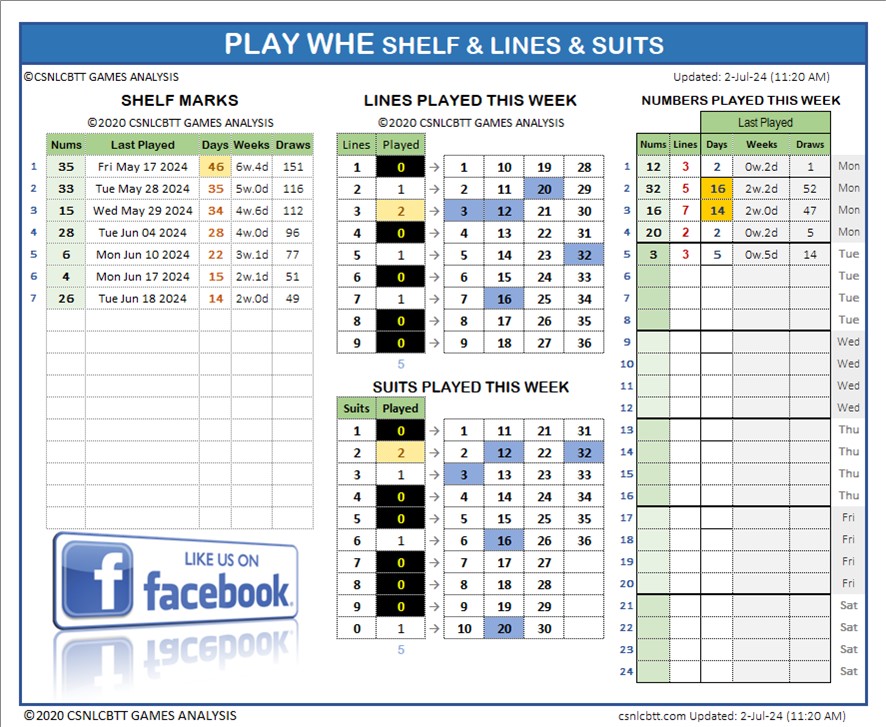 PLAY WHE SHELF & LINES & SUITS
©CSNLCBTT GAMES ANALYSIS
Updated: 2-Jul-24 (11:20 AM)
SHELF MARKS
©2020 CSNLCBTT GAMES ANALYSIS
Nums Last Played Days Weeks Draws
1 35 Fri May 17 2024 46 6w.4d 151
2 33 Tue May 28 2024 35 5w.0d 116
3 15 Wed May 29 2024 34 4w.6d 112
4 28 Tue Jun 04 2024 28 4w.0d 96
5 6 Mon Jun 10 2024 22 3w.1d 77
6 4 Mon Jun 17 2024 15 2w.1d 51
7 26 Tue Jun 18 2024 14 2w.0d 49
LIKE US ON
f facebook
LINES PLAYED THIS WEEK
©2020 CSNLCBTT GAMES ANALYSIS
Lines Played
1 0 → 1 10 19 28
2 1 → 2 11 20 29
3 2 → 3 12 21 30
4 0 → 4 13 22 31
5 1 → 5 14 23 32
6 0 → 6 15 24 33
7 1 → 7 16 25 34
8 0 → 8 17 26 35
9 0 → 9 18 27 36
5
SUITS PLAYED THIS WEEK
Suits Played
1 0 → 1 11 21 31
2 2 → 2 12 22 32
3 1 → 3 13 23 33
4 0 → 4 14 24 34
5 0 → 5 15 25 35
6 1 → 6 16 26 36
7 0 → 7 17 27
8 0 → 8 18 28
9 0 → 9 19 29
0 1 → 10 20 30
5
NUMBERS PLAYED THIS WEEK
Last Played
Nums Lines Days Weeks Draws
1 12 3 2 0w.2d 1 Mon
2 32 5 16 2w.2d 52 Mon
3 16 7 14 2w.0d 47 Mon
4 20 2 2 0w.2d 5 Mon
5 3 3 5 0w.5d 14 Tue
6 Tue
7 Tue
8 Tue
9 Wed
10 Wed
11 Wed
12 Wed
13 Thu
14 Thu
15 Thu
16 Thu
17 Fri
18 Fri
19 Fri
20 Fri
21 Sat
22 Sat
23 Sat
24 Sat
©2020 CSNLCBTT GAMES ANALYSIS
csnlcbtt.com Updated: 2-Jul-24 (11:20 AM)